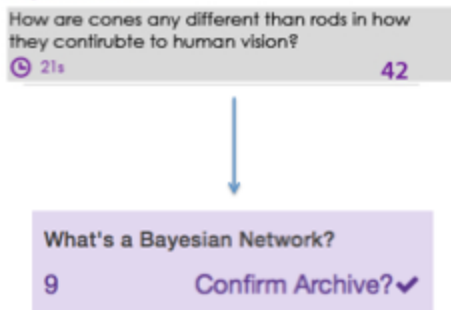 How are cones any different than rods in how
they contirubte to human vision?
21s 42
What's a Bayesian Network?
9 Confirm Archive?